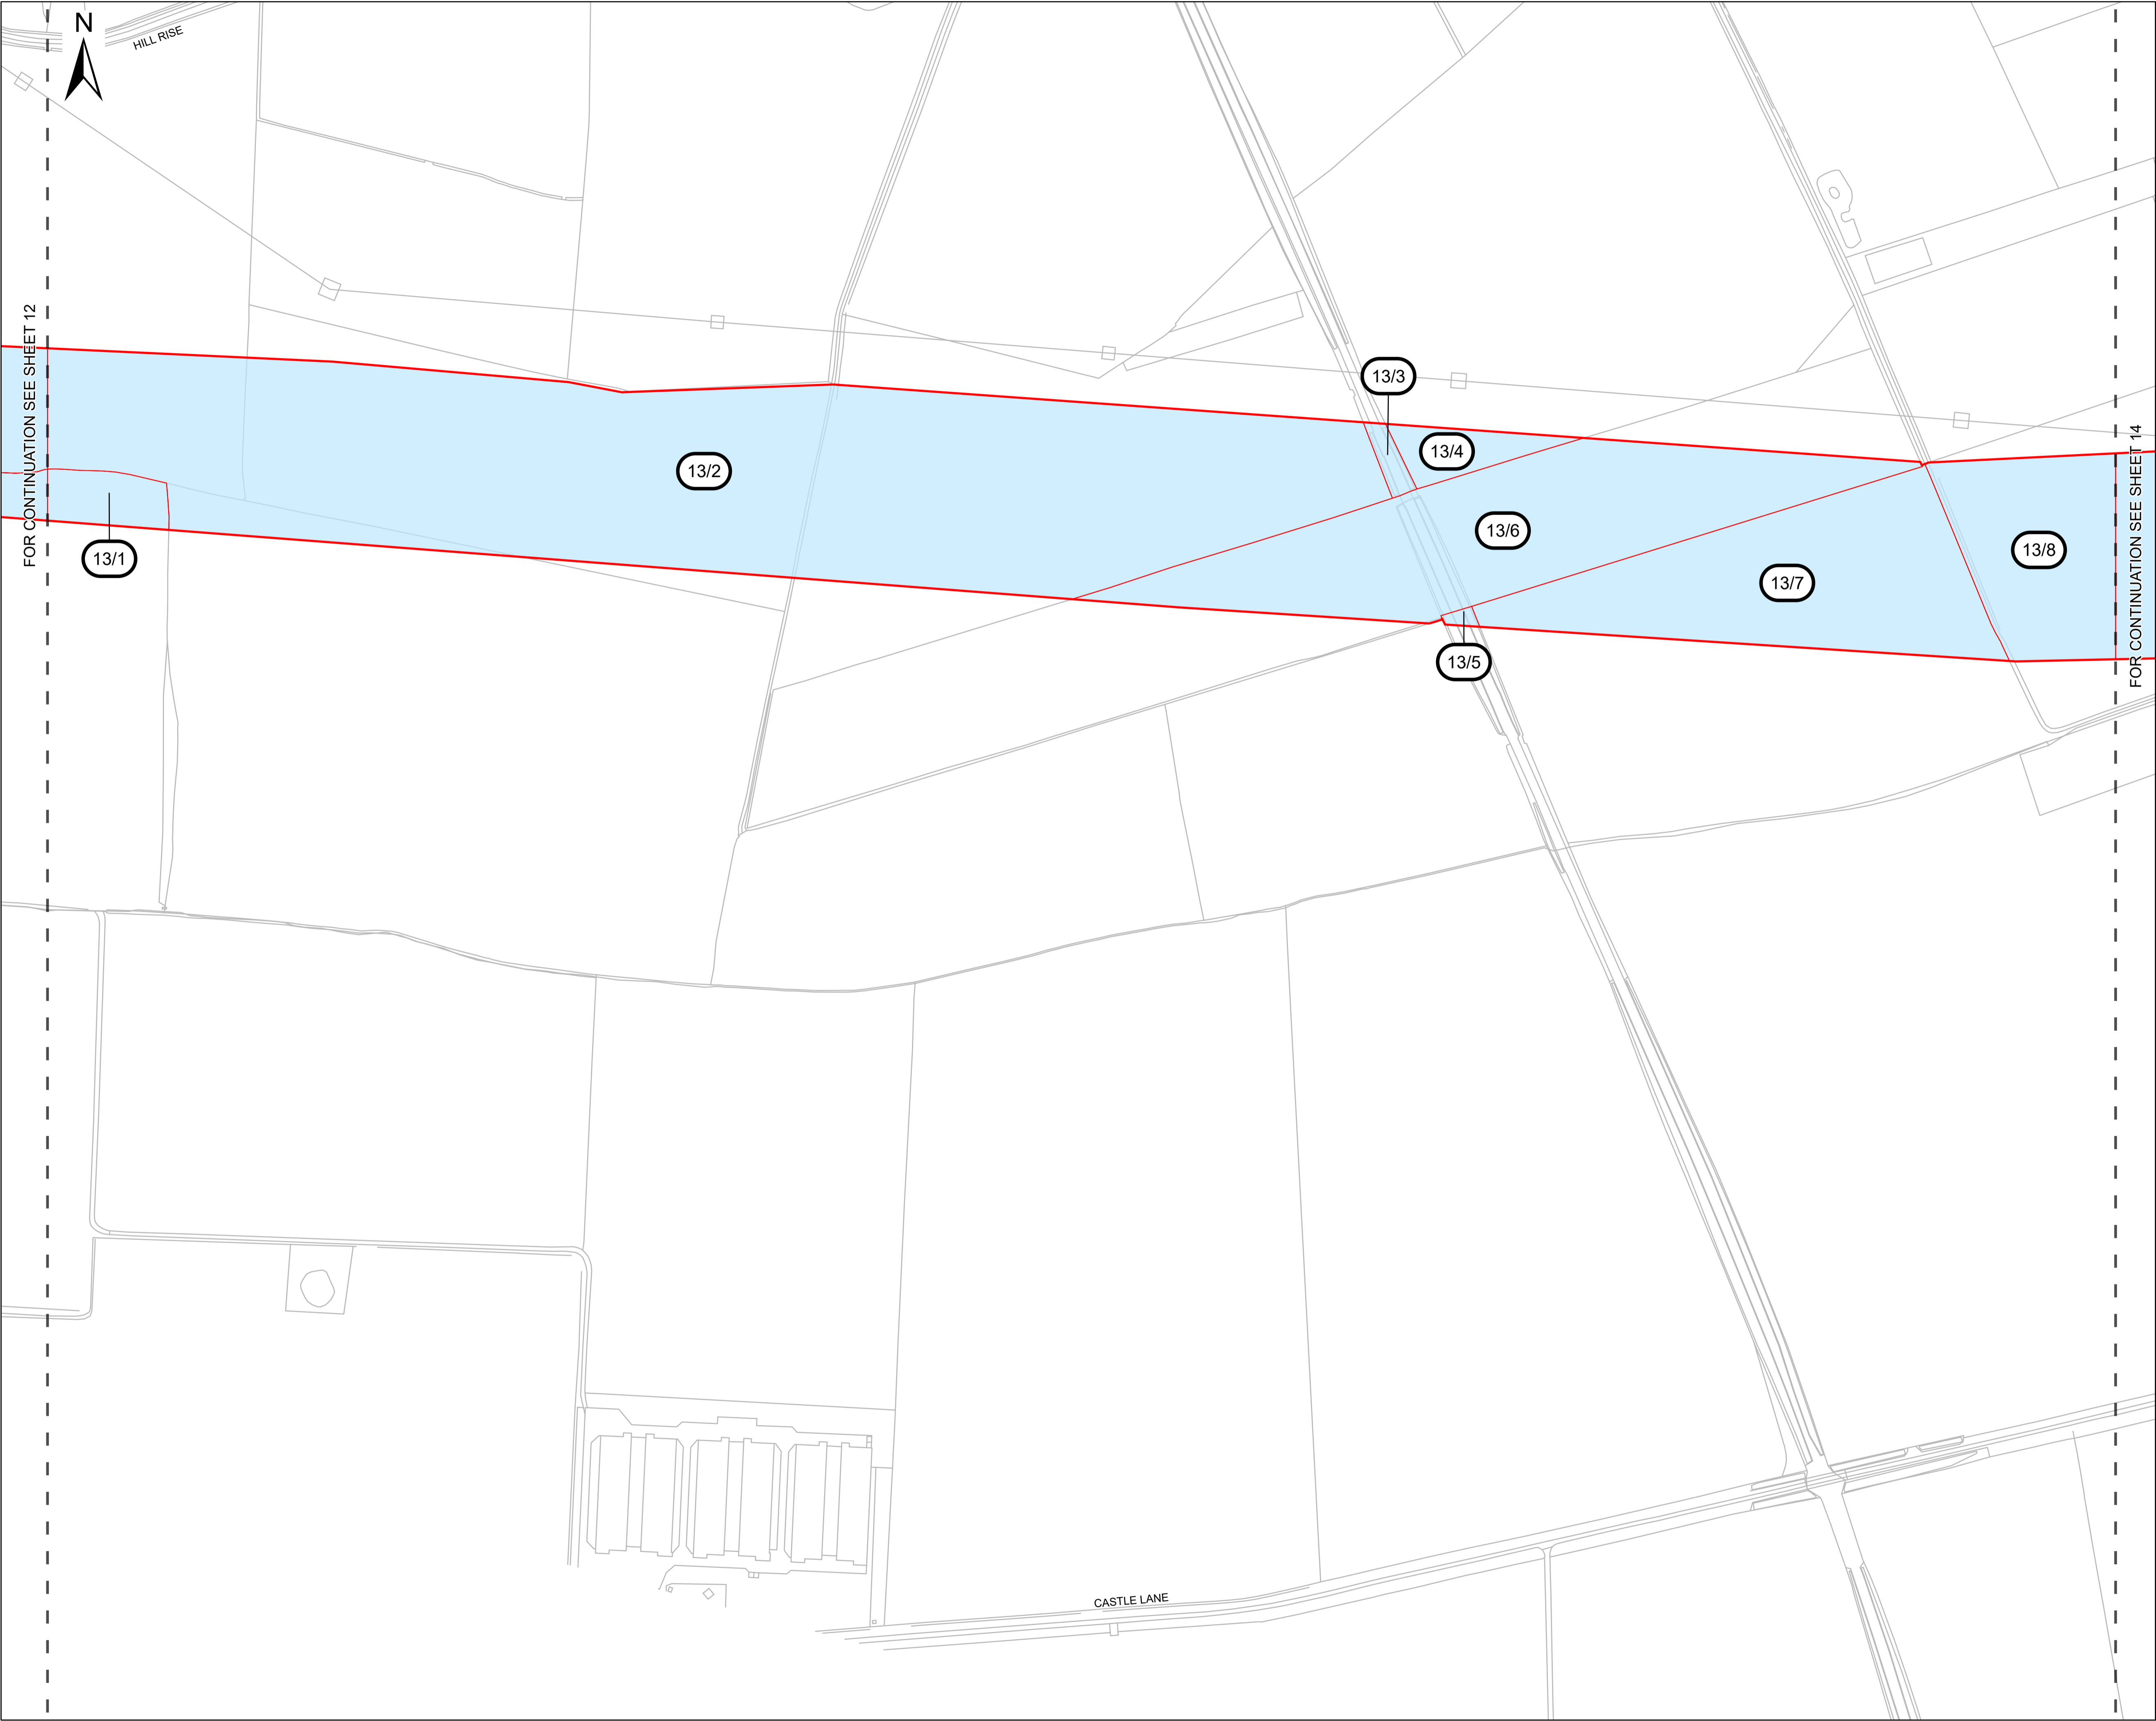 N
HILL RISE
FOR CONTINUATION SEE SHEET 12
13/3
13/4
13/2
13/6
FOR CONTINUATION SEE SHEET 14
13/8
13/1
13/7
13/5
CASTLE LANE